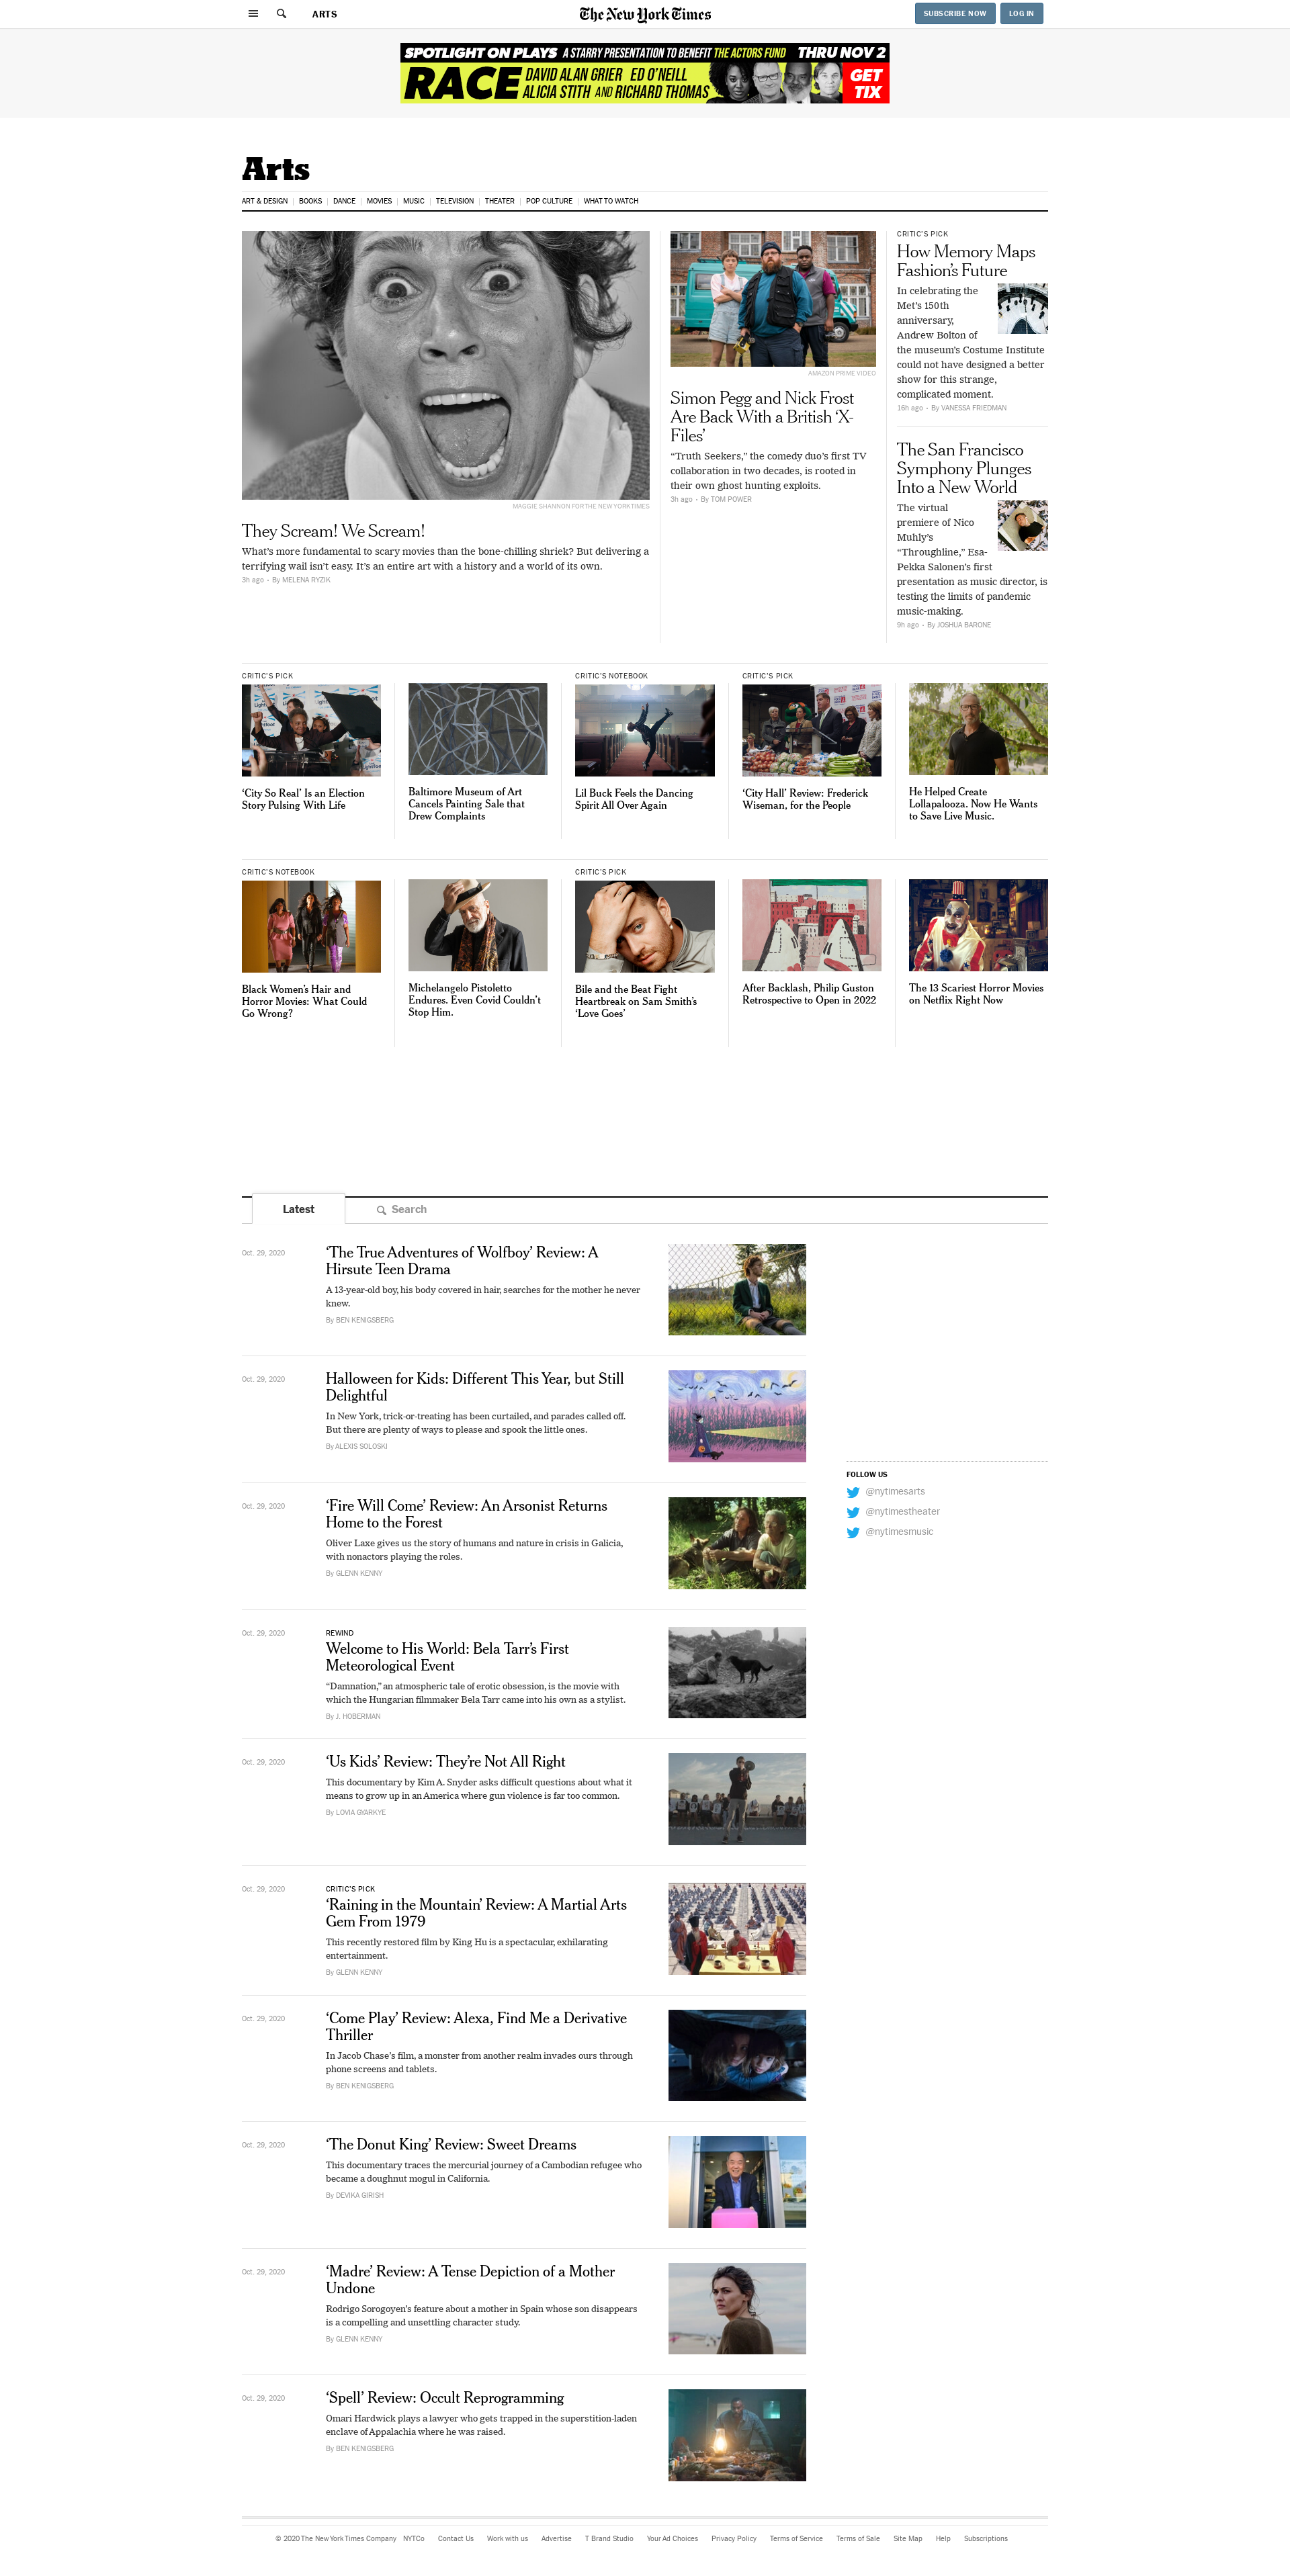 ARTS
The New York Times
SUBSCRIBE NOW
LOG IN
SPOTLIGHT ON PLAYS A STARRY PRESENTATION TO BENEFIT THE ACTORS FUND THRU NOV 2
RACE
DAVID ALAN GRIER ED O'NEILL
ALICIA STITH AND RICHARD THOMAS
GET
TIX
Arts
ART & DESIGN
BOOKS
DANCE
MOVIES
MUSIC
TELEVISION
THEATER
POP CULTURE
WHAT TO WATCH
MAGGIE SHANNON FOR THE NEW YORK TIMES
They Scream! We Scream!
What's more fundamental to scary movies than the bone-chilling shriek? But delivering a
terrifying wail isn't easy. It's an entire art with a history and a world of its own.
3h ago • By MELENA RYZIK
AMAZON PRIME VIDEO
Simon Pegg and Nick Frost
Are Back With a British ‘X-
Files’
“Truth Seekers,” the comedy duo’s first TV
collaboration in two decades, is rooted in
their own ghost hunting exploits.
3h ago • By TOM POWER
CRITIC’S PICK
How Memory Maps
Fashion’s Future
In celebrating the
Met’s 150th
anniversary,
Andrew Bolton of
the museum’s Costume Institute
could not have designed a better
show for this strange,
complicated moment.
16h ago • By VANESSA FRIEDMAN
The San Francisco
Symphony Plunges
Into a New World
The virtual
premiere of Nico
Muhly’s
“Throughline,” Esa-
Pekka Salonen’s first
presentation as music director, is
testing the limits of pandemic
music-making.
9h ago • By JOSHUA BARONE
CRITIC’S PICK
‘City So Real’ Is an Election
Story Pulsing With Life
Baltimore Museum of Art
Cancels Painting Sale that
Drew Complaints
CRITIC’S NOTEBOOK
Lil Buck Feels the Dancing
Spirit All Over Again
CRITIC’S PICK
‘City Hall’ Review: Frederick
Wiseman, for the People
He Helped Create
Lollapalooza. Now He Wants
to Save Live Music.
CRITIC’S NOTEBOOK
Black Women’s Hair and
Horror Movies: What Could
Go Wrong?
Michelangelo Pistoletto
Endures. Even Covid Couldn’t
Stop Him.
CRITIC’S PICK
Bile and the Beat Fight
Heartbreak on Sam Smith’s
‘Love Goes’
After Backlash, Philip Guston
Retrospective to Open in 2022
The 13 Scariest Horror Movies
on Netflix Right Now
Latest
Search
Oct. 29, 2020
‘The True Adventures of Wolfboy’ Review: A
Hirsute Teen Drama
A 13-year-old boy, his body covered in hair, searches for the mother he never
knew.
By BEN KENIGSBERG
Oct. 29, 2020
Halloween for Kids: Different This Year, but Still
Delightful
In New York, trick-or-treating has been curtailed, and parades called off.
But there are plenty of ways to please and spook the little ones.
By ALEXIS SOLOSKI
FOLLOW US
@nytimesarts
@nytimestheater
@nytimesmusic
Oct. 29, 2020
‘Fire Will Come’ Review: An Arsonist Returns
Home to the Forest
Oliver Laxe gives us the story of humans and nature in crisis in Galicia,
with nonactors playing the roles.
By GLENN KENNY
Oct. 29, 2020
REWIND
Welcome to His World: Bela Tarr’s First
Meteorological Event
“Damnation,” an atmospheric tale of erotic obsession, is the movie with
which the Hungarian filmmaker Bela Tarr came into his own as a stylist.
By J. HOBERMAN
Oct. 29, 2020
‘Us Kids’ Review: They’re Not All Right
This documentary by Kim A. Snyder asks difficult questions about what it
means to grow up in an America where gun violence is far too common.
By LOVIA GYARKYE
Oct. 29, 2020
CRITIC’S PICK
‘Raining in the Mountain’ Review: A Martial Arts
Gem From 1979
This recently restored film by King Hu is a spectacular, exhilarating
entertainment.
By GLENN KENNY
Oct. 29, 2020
‘Come Play’ Review: Alexa, Find Me a Derivative
Thriller
In Jacob Chase’s film, a monster from another realm invades ours through
phone screens and tablets.
By BEN KENIGSBERG
Oct. 29, 2020
‘The Donut King’ Review: Sweet Dreams
This documentary traces the mercurial journey of a Cambodian refugee who
became a doughnut mogul in California.
By DEVIKA GIRISH
Oct. 29, 2020
‘Madre’ Review: A Tense Depiction of a Mother
Undone
Rodrigo Sorogoyen’s feature about a mother in Spain whose son disappears
is a compelling and unsettling character study.
By GLENN KENNY
Oct. 29, 2020
‘Spell’ Review: Occult Reprogramming
Omari Hardwick plays a lawyer who gets trapped in the superstition-laden
enclave of Appalachia where he was raised.
By BEN KENIGSBERG
© 2020 The New York Times Company NYTCo Contact Us Work with us Advertise T Brand Studio Your Ad Choices Privacy Policy Terms of Service Terms of Sale Site Map Help Subscriptions